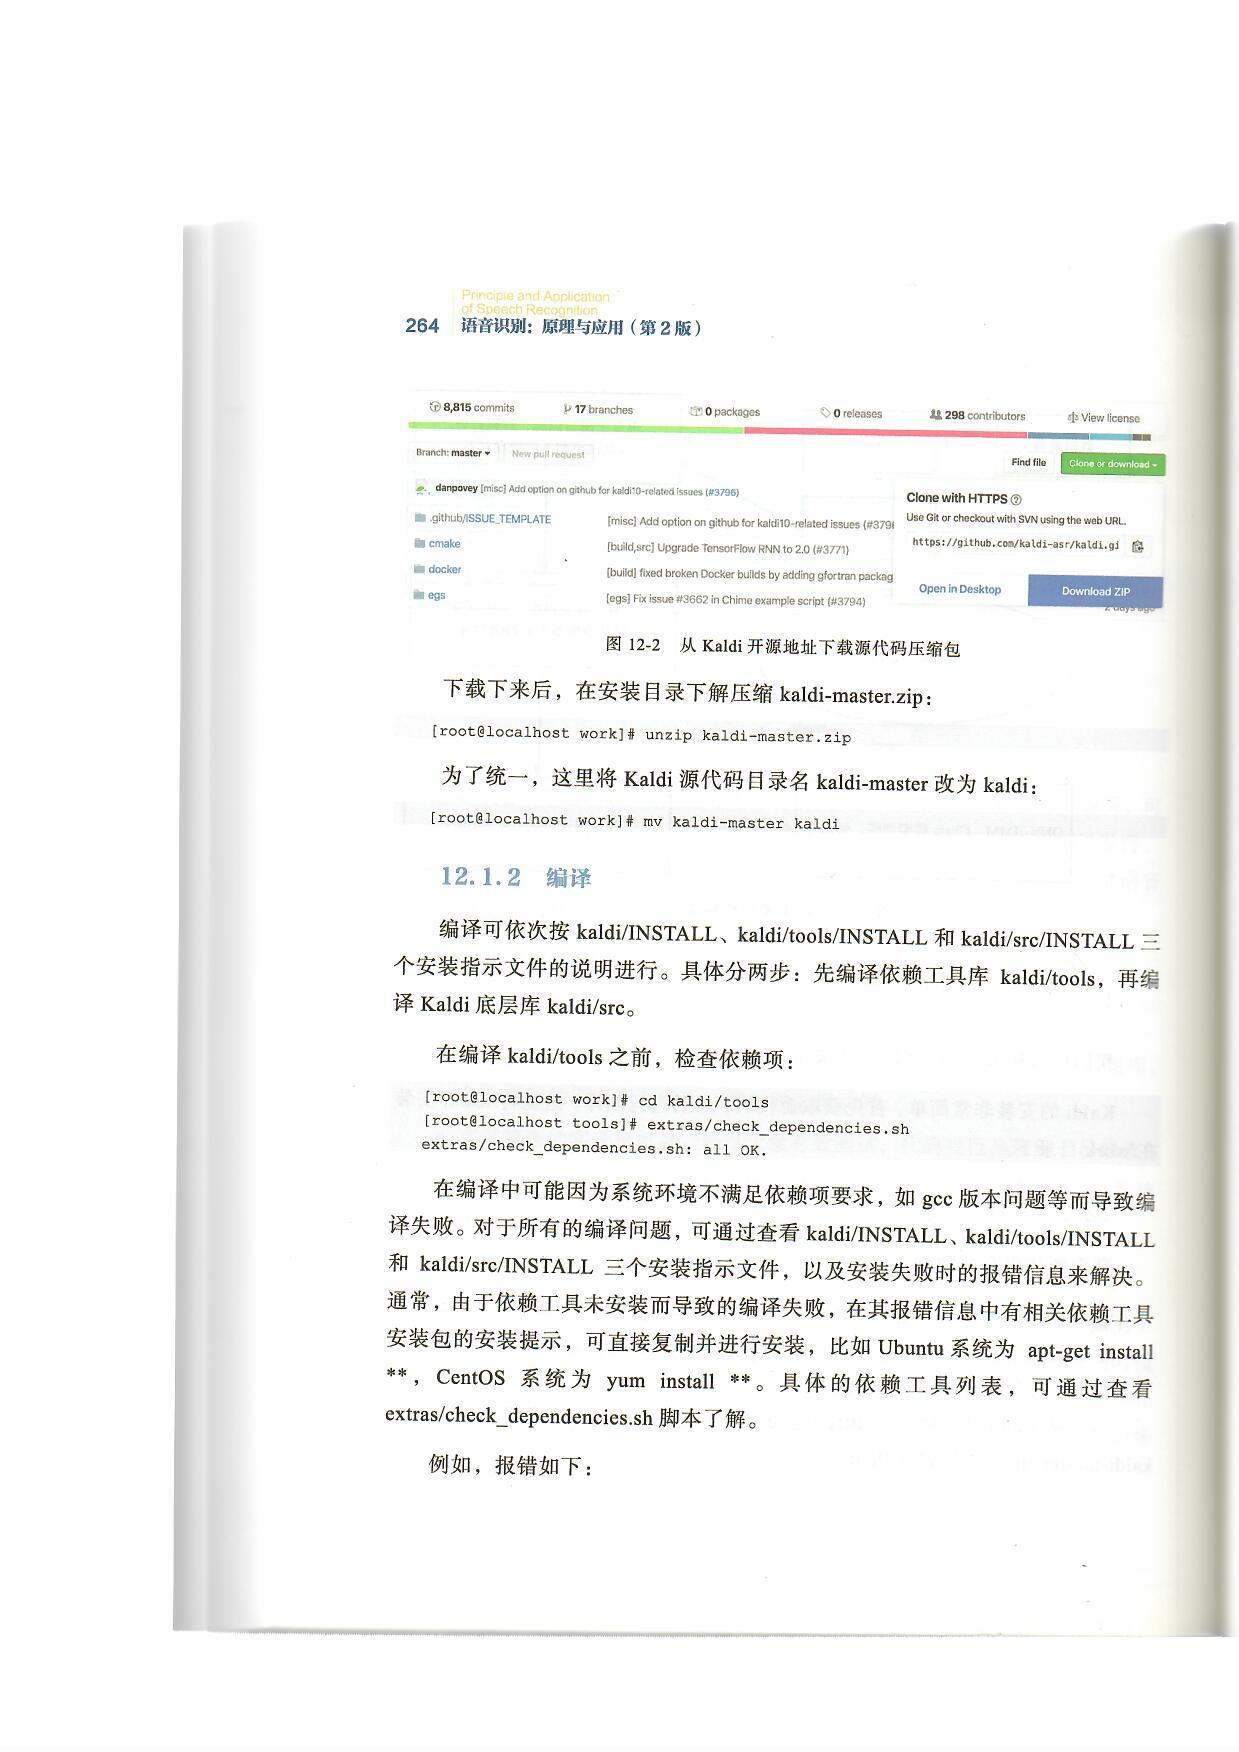 Principle and Application
of Speech Recognition
264 语音识别：原理与应用（第2版）
8,815 commits 17 branches 0 packages 0 releases 298 contributors View license
Branch: master New pull request Find file Clone or download
danpovey [misc] Add option on github for kaldi10-related issues (#3796)
Clone with HTTPS
.github/ISSUE_TEMPLATE [misc] Add option on github for kaldi10-related issues (#379
Use Git or checkout with SVN using the web URL.
cmake [build,src] Upgrade TensorFlow RNN to 2.0 (#3771)
https://github.com/kaldi-asr/kaldi.gi
docker [build] fixed broken Docker builds by adding gfortran packag
Open in Desktop Download ZIP
egs [egs] Fix issue #3662 in Chime example script (#3794)
2 days ago
图 12-2 从 Kaldi 开源地址下载源代码压缩包
下载下来后，在安装目录下解压缩 kaldi-master.zip：
[root@localhost work]# unzip kaldi-master.zip
为了统一，这里将 Kaldi 源代码目录名 kaldi-master 改为 kaldi：
[root@localhost work]# mv kaldi-master kaldi
12.1.2 编译
编译可依次按 kaldi/INSTALL、kaldi/tools/INSTALL 和 kaldi/src/INSTALL 三
个安装指示文件的说明进行。具体分两步：先编译依赖工具库 kaldi/tools，再编
译 Kaldi 底层库 kaldi/src。
在编译 kaldi/tools 之前，检查依赖项：
[root@localhost work]# cd kaldi/tools
[root@localhost tools]# extras/check_dependencies.sh
extras/check_dependencies.sh: all OK.
在编译中可能因为系统环境不满足依赖项要求，如 gcc 版本问题等而导致编
译失败。对于所有的编译问题，可通过查看 kaldi/INSTALL、kaldi/tools/INSTALL
和 kaldi/src/INSTALL 三个安装指示文件，以及安装失败时的报错信息来解决。
通常，由于依赖工具未安装而导致的编译失败，在其报错信息中有相关依赖工具
安装包的安装提示，可直接复制并进行安装，比如 Ubuntu 系统为 apt-get install
**，CentOS 系统为 yum install **。具体的依赖工具列表，可通过查看
extras/check_dependencies.sh 脚本了解。
例如，报错如下：